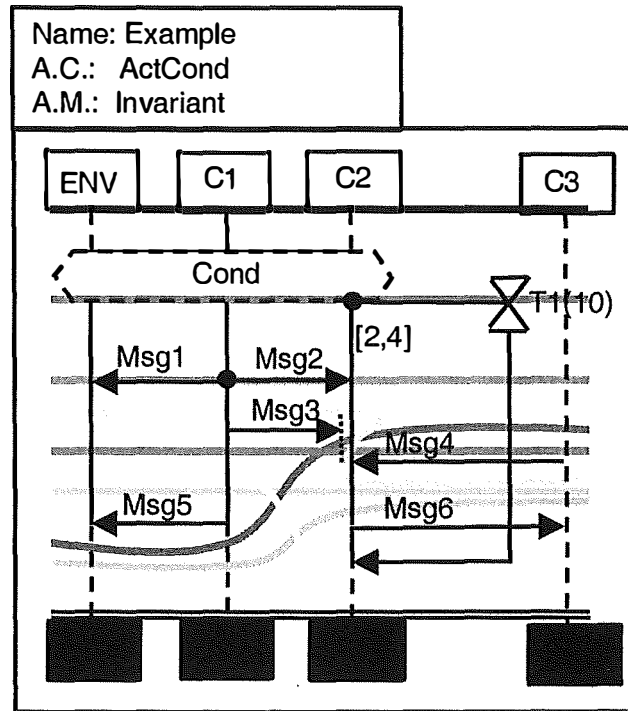 Name: Example
A.C.: ActCond
A.M.: Invariant
ENV C1 C2 C3
Cond
T1(10)
[2,4]
Msg1 Msg2
Msg3
Msg4
Msg5 Msg6